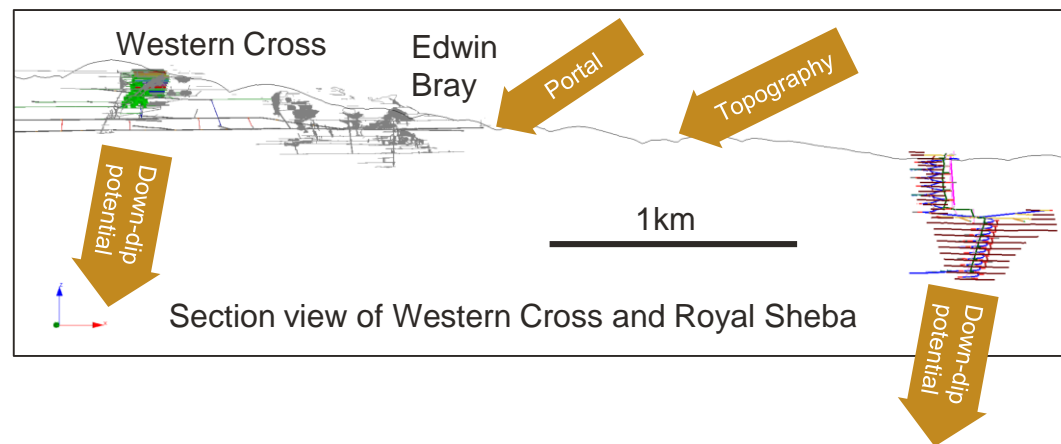 Western Cross
Edwin
Bray
Portal
Topography
Down-dip
potential
1km
Section view of Western Cross and Royal Sheba
Down-dip
potential